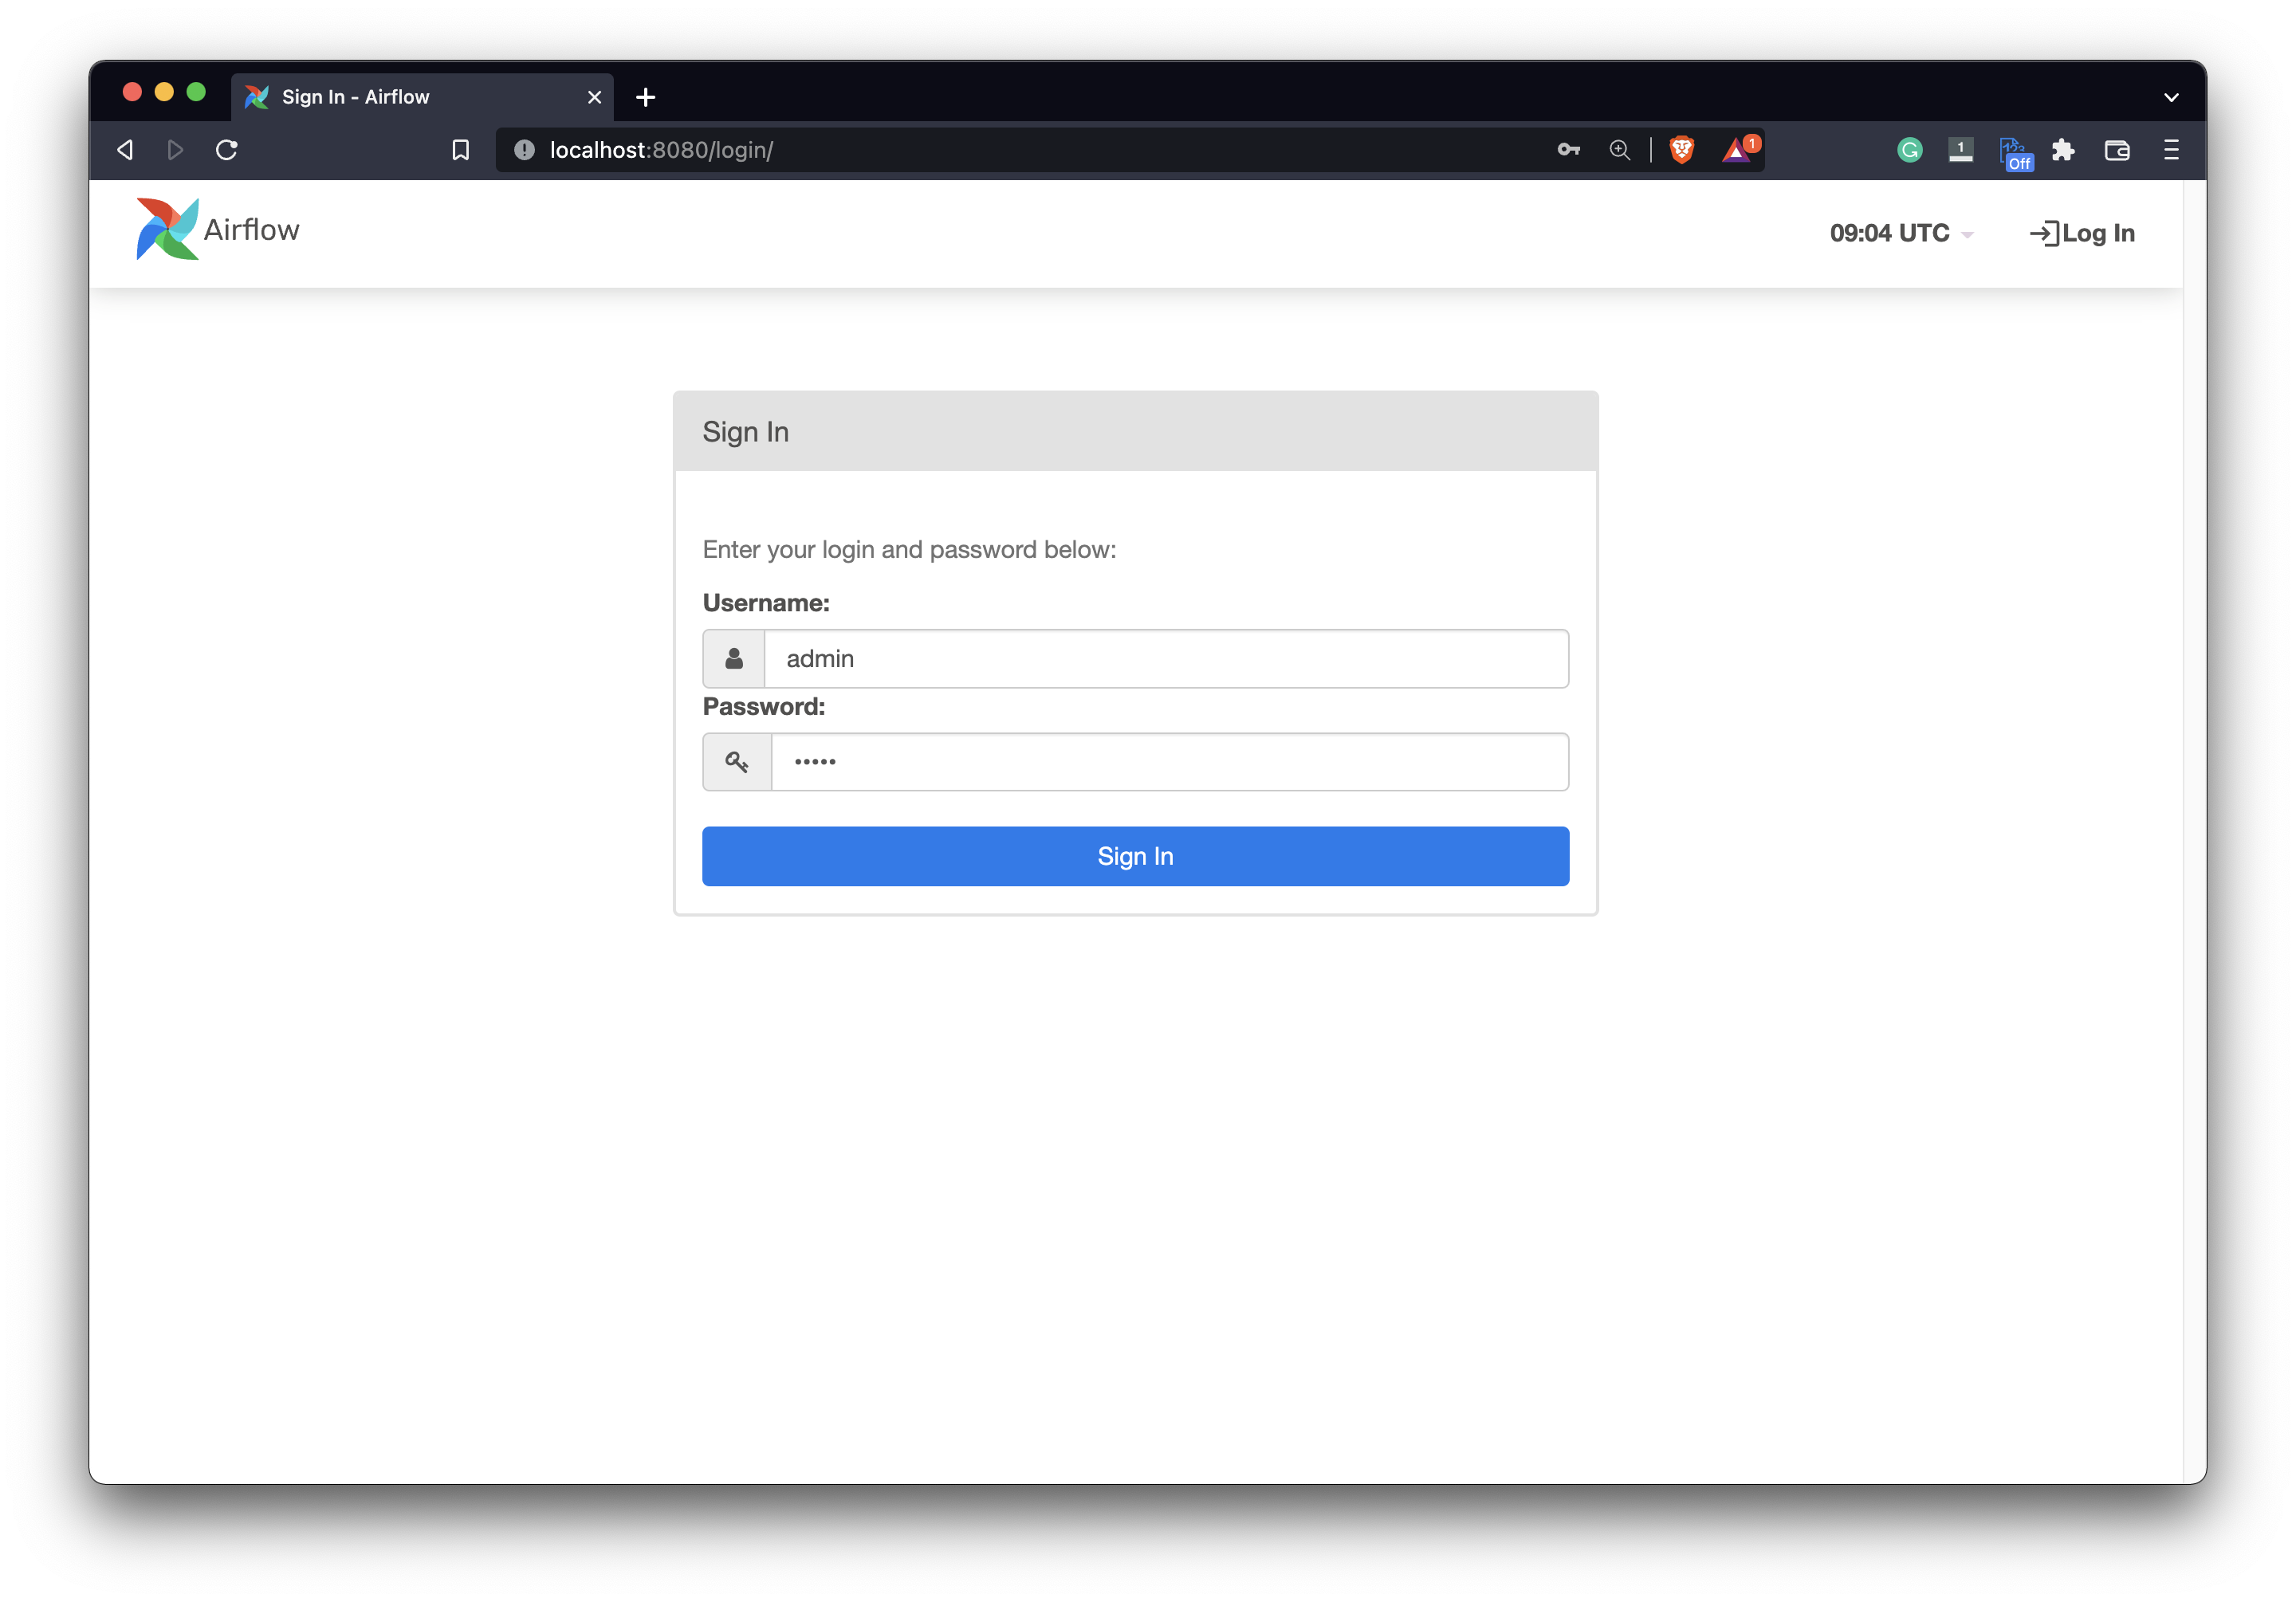 Sign In - Airflow
localhost:8080/login/
1
1
Off
Airflow
09:04 UTC
Log In
Sign In
Enter your login and password below:
Username:
admin
Password:
•••••
Sign In